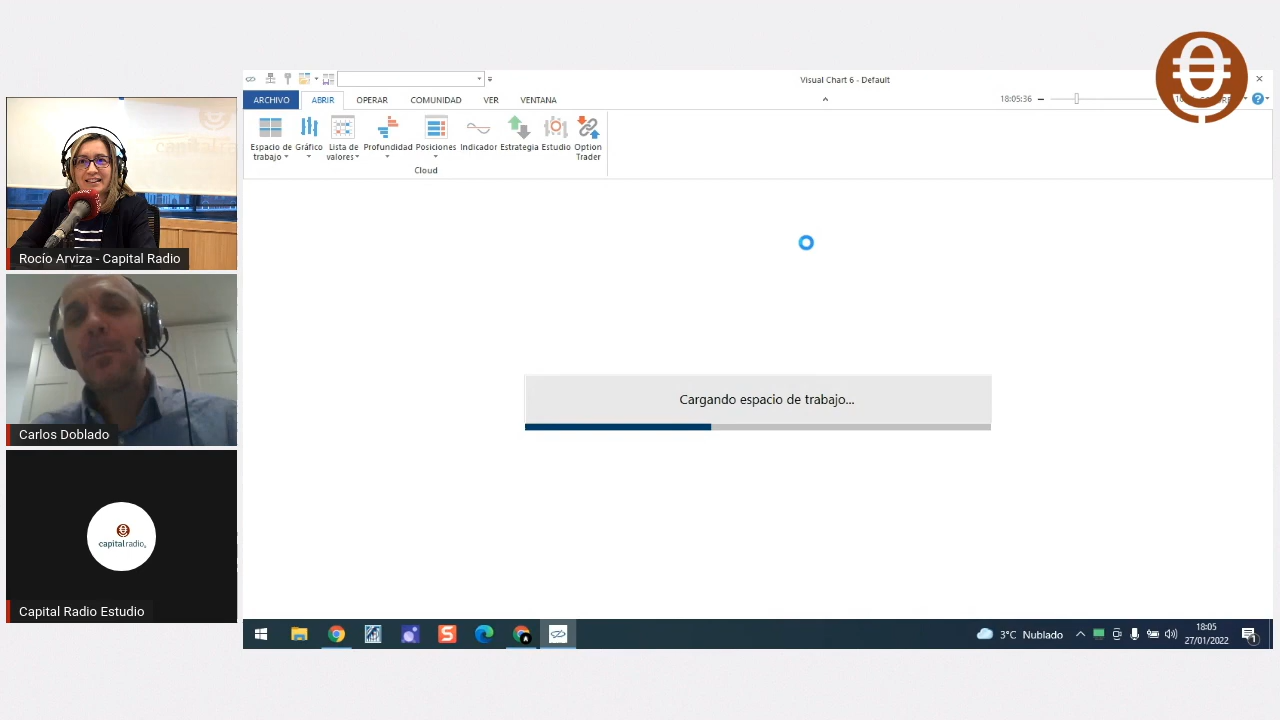 Visual Chart 6 - Default
ARCHIVO
ABRIR
OPERAR
COMUNIDAD
VER
VENTANA
18:05:36
Espacio de
trabajo
Gráfico
Lista de
valores
Profundidad
Posiciones
Indicador
Estrategia
Estudio
Option
Trader
Cloud
Cargando espacio de trabajo...
Rocío Arviza - Capital Radio
Carlos Doblado
capitalradio
Capital Radio Estudio
3°C Nublado
18:05
27/01/2022
1